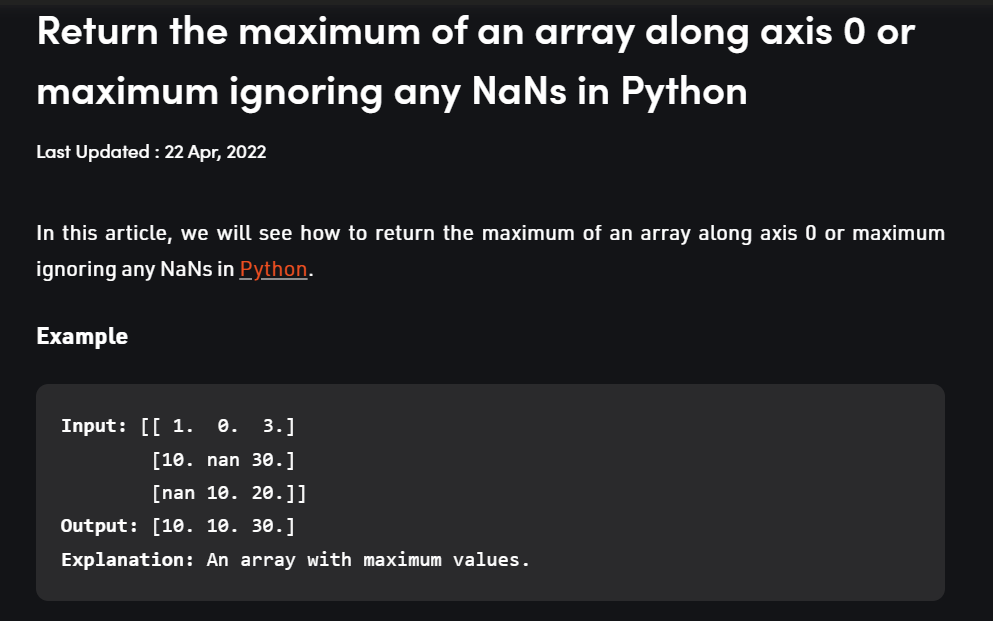 Return the maximum of an array along axis 0 or
maximum ignoring any NaNs in Python
Last Updated : 22 Apr, 2022
In this article, we will see how to return the maximum of an array along axis 0 or maximum
ignoring any NaNs in Python.
Example
Input: [[ 1.  0.  3.]
[10. nan 30.]
[nan 10. 20.]]
Output: [10. 10. 30.]
Explanation: An array with maximum values.